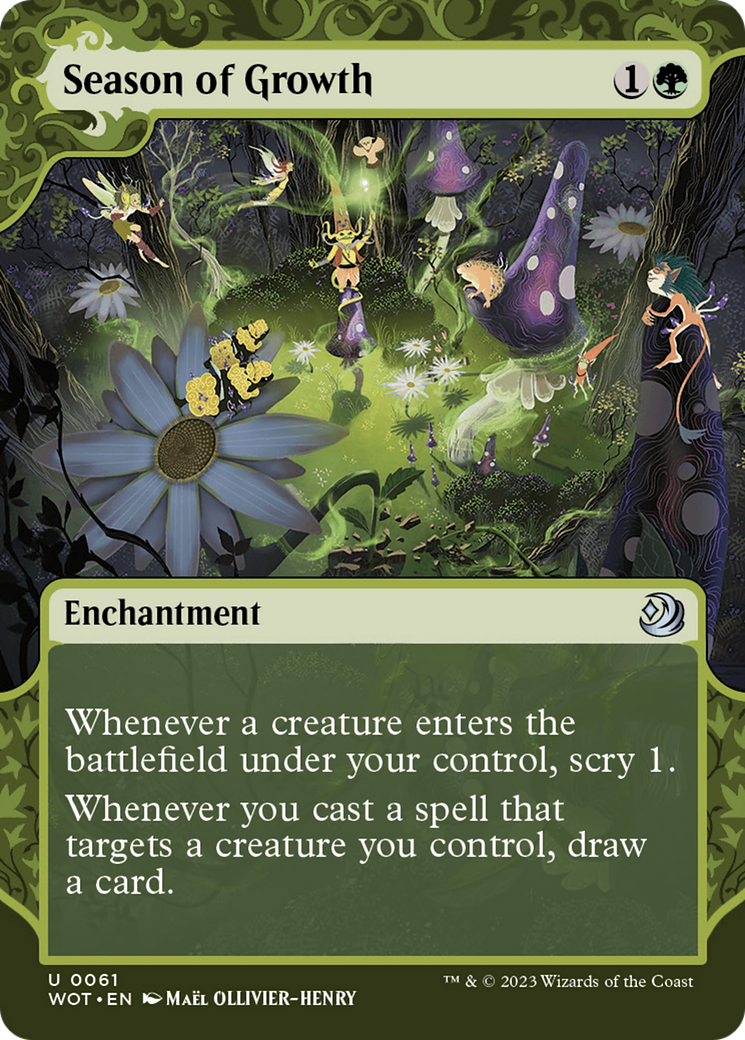 Season of Growth 1
Enchantment
Whenever a creature enters the
battlefield under your control, scry 1.
Whenever you cast a spell that
targets a creature you control, draw
a card.
U 0061
WOT • EN Maël OLLIVIER-HENRY
™ & © 2023 Wizards of the Coast